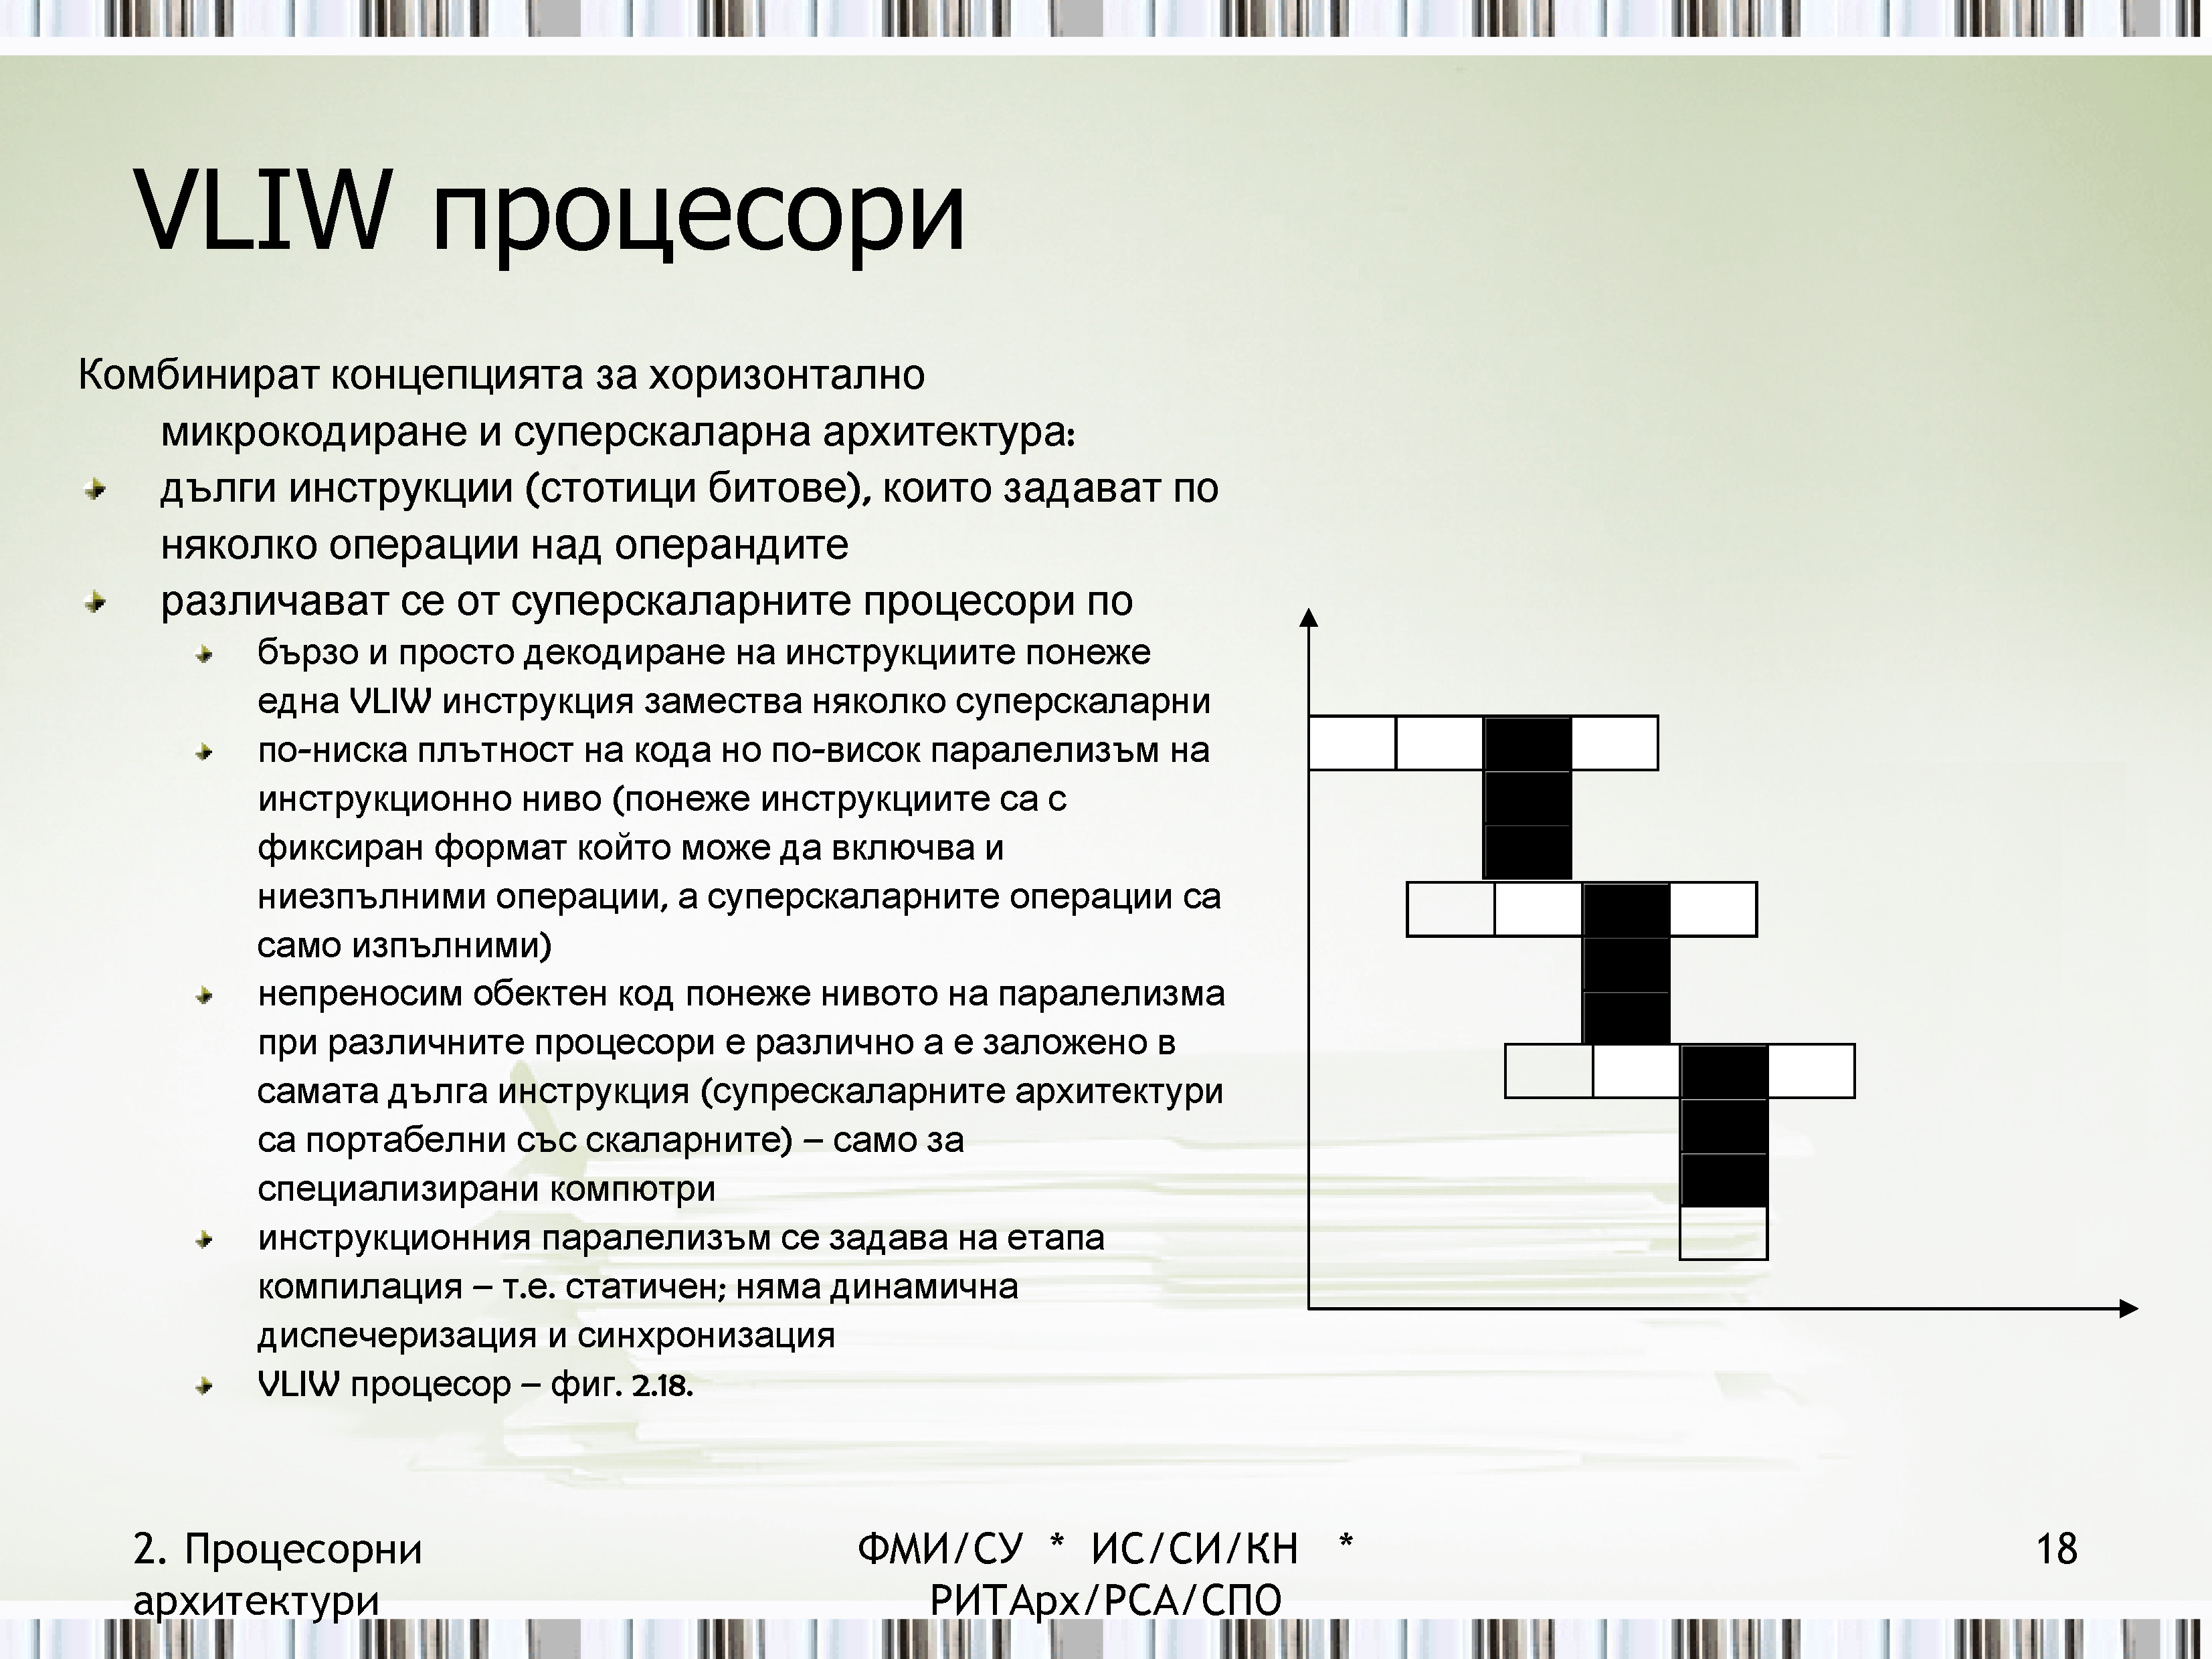 VLIW процесори
Комбинират концепцията за хоризонтално
микрокодиране и суперскаларна архитектура:
дълги инструкции (стотици битове), които задават по
няколко операции над операндите
различават се от суперскаларните процесори по
бързо и просто декодиране на инструкциите понеже
една VLIW инструкция замества няколко суперскаларни
по-ниска плътност на кода но по-висок паралелизъм на
инструкционно ниво (понеже инструкциите са с
фиксиран формат който може да включва и
ниезпълними операции, а суперскаларните операции са
само изпълними)
непреносим обектен код понеже нивото на паралелизма
при различните процесори е различно а е заложено в
самата дълга инструкция (супрескаларните архитектури
са портабелни със скаларните) – само за
специализирани компютри
инструкционния паралелизъм се задава на етапа
компилация – т.е. статичен; няма динамична
диспечеризация и синхронизация
VLIW процесор – фиг. 2.18.
2. Процесорни
архитектури
ФМИ/СУ * ИС/СИ/КН *
РИТАрх/РСА/СПО
18